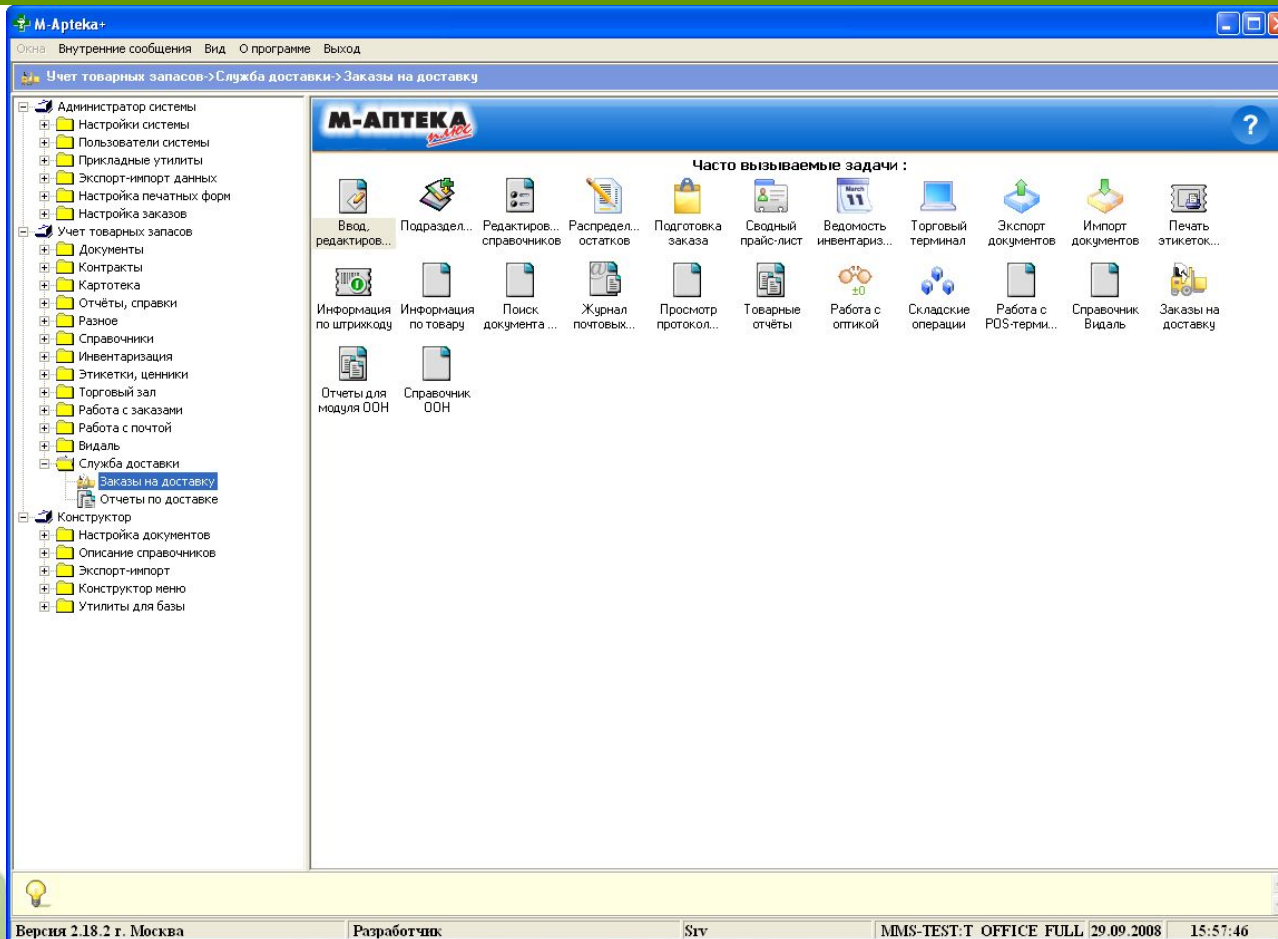 M-Apteka+
Окна Внутренние сообщения Вид О программе Выход
Учет товарных запасов->Служба доставки->Заказы на доставку
Администратор системы
Настройки системы
Пользователи системы
Прикладные утилиты
Экспорт-импорт данных
Настройка печатных форм
Настройка заказов
Учет товарных запасов
Документы
Контракты
Картотека
Отчёты, справки
Разное
Справочники
Инвентаризация
Этикетки, ценники
Торговый зал
Работа с заказами
Работа с почтой
Видаль
Служба доставки
Заказы на доставку
Отчеты по доставке
Конструктор
Настройка документов
Описание справочников
Экспорт-импорт
Конструктор меню
Утилиты для базы
М-АПТЕКА
плюс
?
Часто вызываемые задачи :
March
11
Ввод, Подраздел... Редактиров... Распредел... Подготовка Сводный Ведомость Торговый Экспорт Импорт Печать
редактиров... справочников остатков заказа прайс-лист инвентариз... терминал документов документов этикеток...
±0
Информация Информация Поиск Журнал Просмотр Товарные Работа с Складские Работа с Справочник Заказы на
по штрихкоду по товару документа ... почтовых... протокол... отчёты оптикой операции POS-терми... Видаль доставку
Отчеты для Справочник
модуля ООН ООН
Версия 2.18.2 г. Москва Разработчик Srv MMS-TEST:T OFFICE FULL 29.09.2008 15:57:46